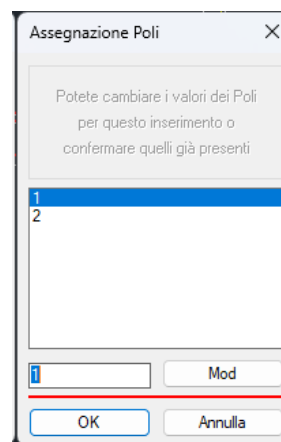 Assegnazione Poli
Potete cambiare i valori dei Poli
per questo inserimento o
confermare quelli già presenti
1
2
1
Mod
OK
Annulla